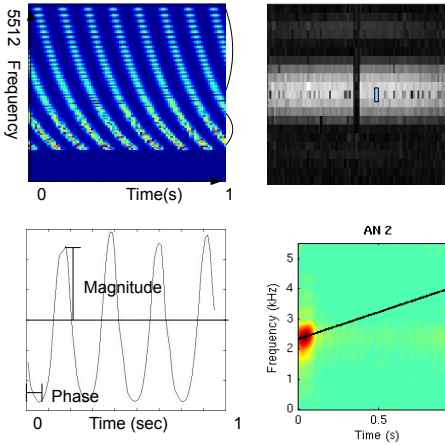 5512 Frequency
0 Time(s) 1
Magnitude
Phase
0 Time (sec) 1
AN 2
Frequency (kHz)
5
4
3
2
1
0
0 0.5
Time (s)